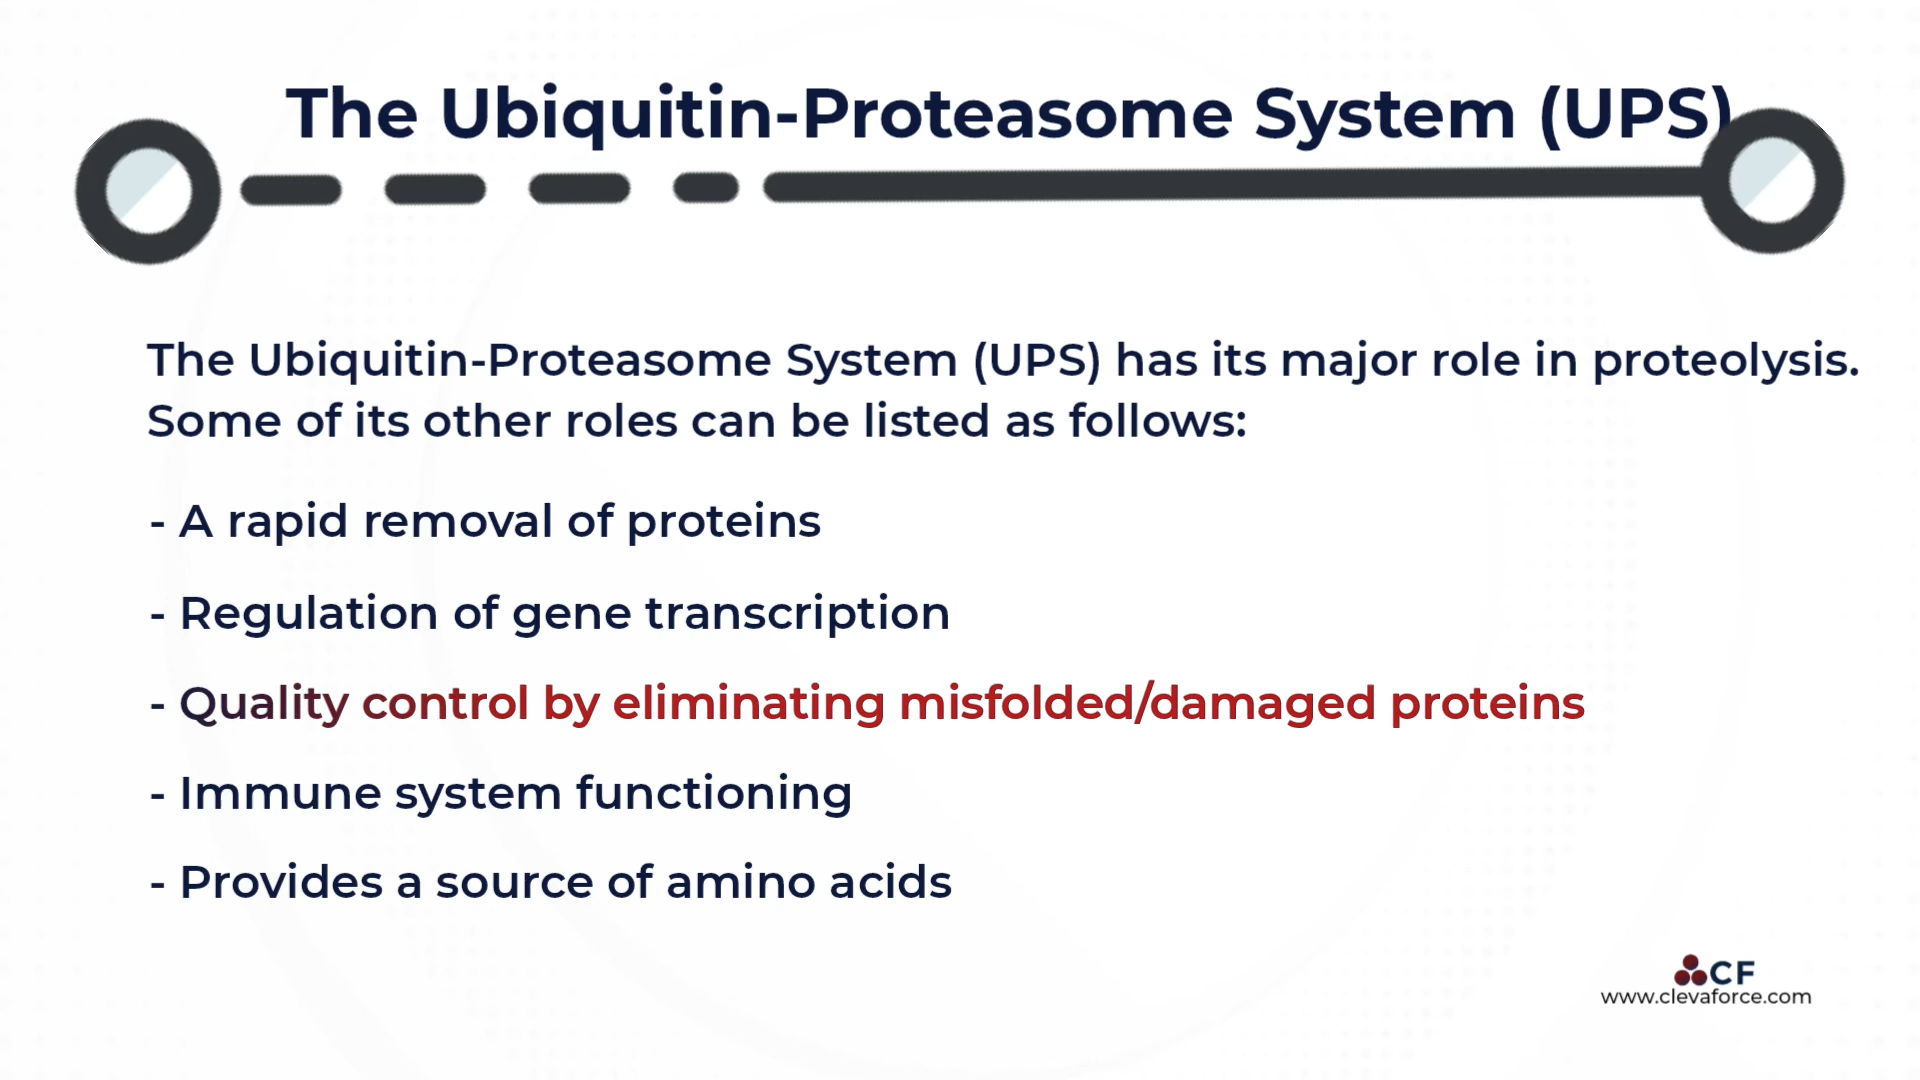 The Ubiquitin-Proteasome System (UPS)
The Ubiquitin-Proteasome System (UPS) has its major role in proteolysis.
Some of its other roles can be listed as follows:
- A rapid removal of proteins
- Regulation of gene transcription
- Quality control by eliminating misfolded/damaged proteins
- Immune system functioning
- Provides a source of amino acids
CF
www.clevaforce.com